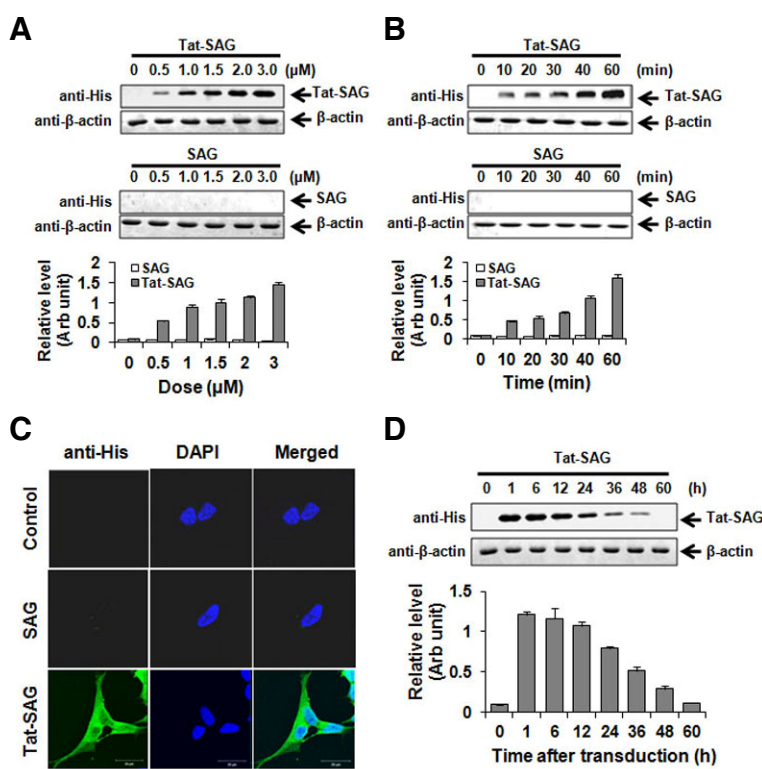 A
Tat-SAG
0 0.5 1.0 1.5 2.0 3.0 (µM)
anti-His Tat-SAG
anti-β-actin β-actin
SAG
0 0.5 1.0 1.5 2.0 3.0 (µM)
anti-His SAG
anti-β-actin β-actin
Relative level
(Arb unit)
2
1.5
1
0.5
0
SAG
Tat-SAG
0 0.5 1 1.5 2 3
Dose (µM)
B
Tat-SAG
0 10 20 30 40 60 (min)
anti-His Tat-SAG
anti-β-actin β-actin
SAG
0 10 20 30 40 60 (min)
anti-His SAG
anti-β-actin β-actin
Relative level
(Arb unit)
2
1.5
1
0.5
0
SAG
Tat-SAG
0 10 20 30 40 60
Time (min)
C
anti-His DAPI Merged
Control
SAG
Tat-SAG
D
Tat-SAG
0 1 6 12 24 36 48 60 (h)
anti-His Tat-SAG
anti-β-actin β-actin
Relative lelvel
(Arb unit)
1.5
1
0.5
0
0 1 6 12 24 36 48 60
Time after transduction (h)